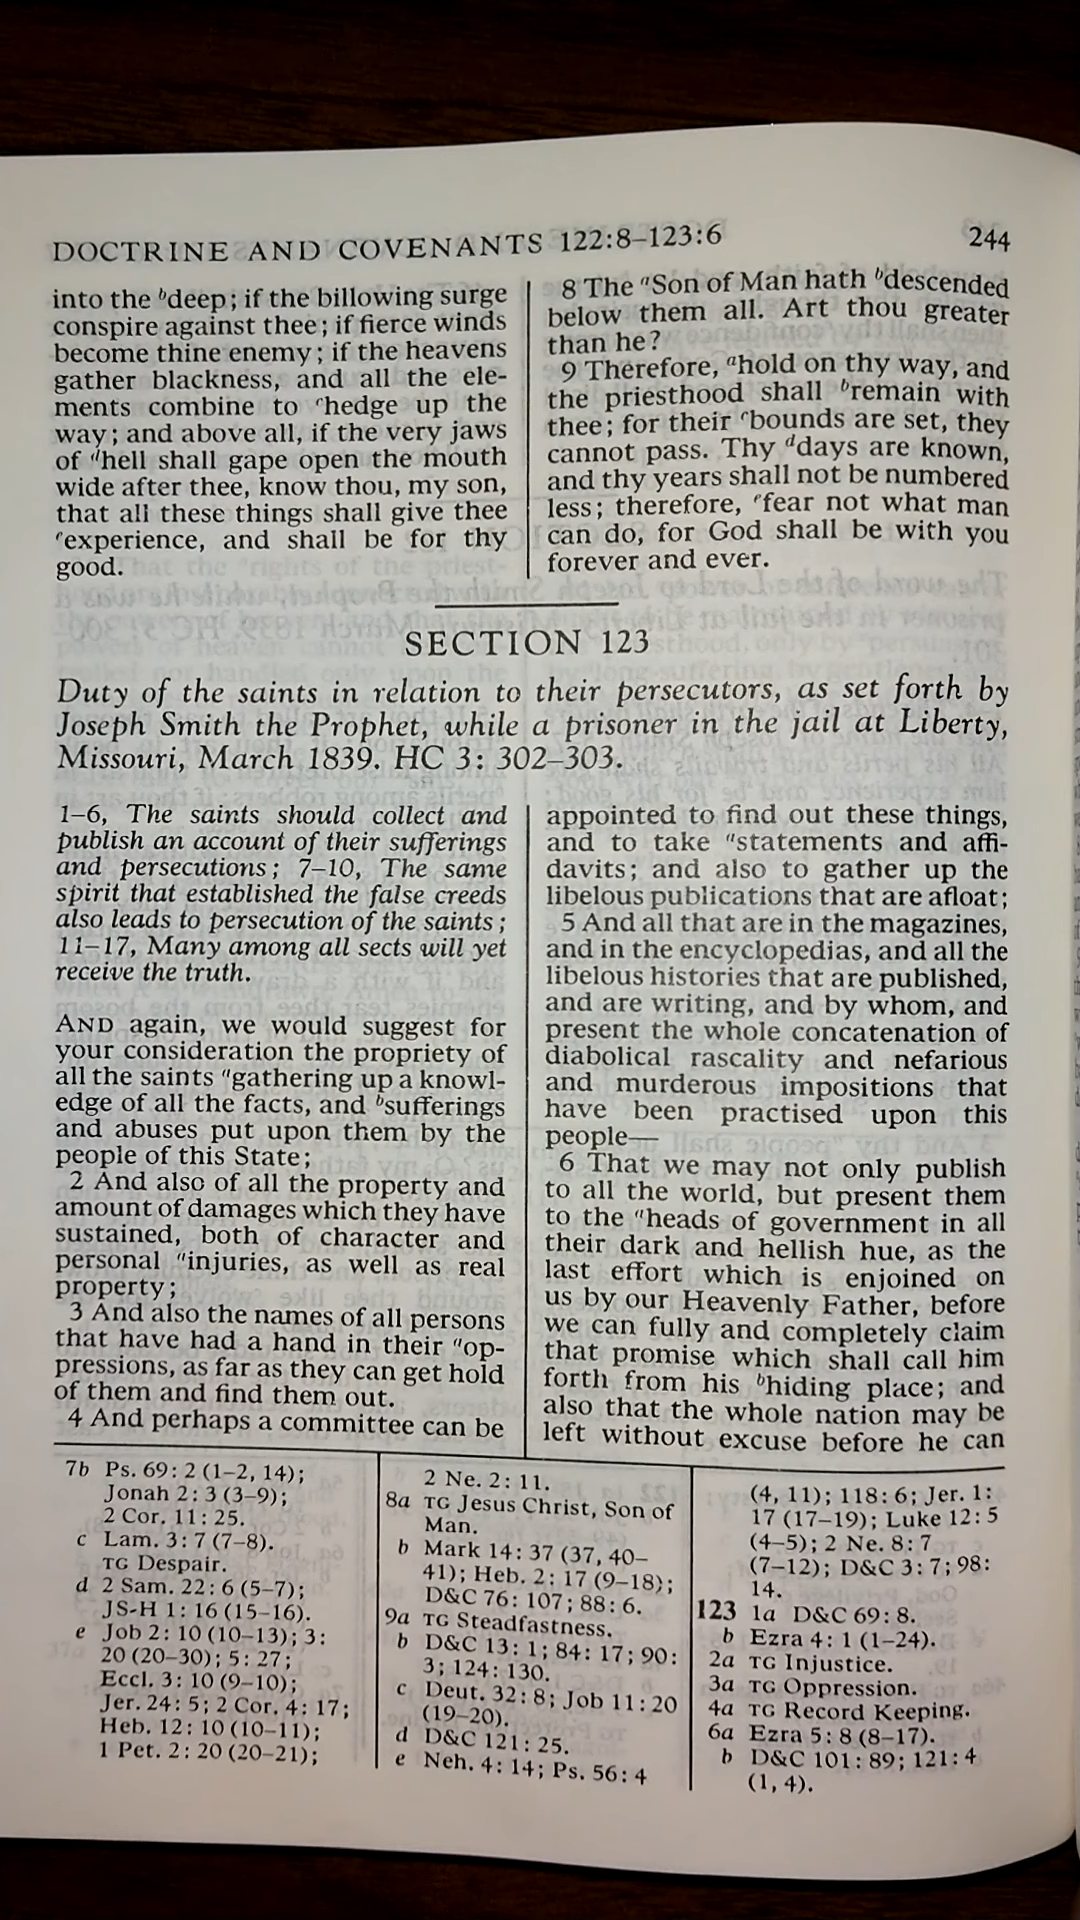 DOCTRINE AND COVENANTS 122:8–123:6
244
into the ᵇdeep; if the billowing surge
conspire against thee; if fierce winds
become thine enemy; if the heavens
gather blackness, and all the ele-
ments combine to ᶜhedge up the
way; and above all, if the very jaws
of ᵈhell shall gape open the mouth
wide after thee, know thou, my son,
that all these things shall give thee
ᵉexperience, and shall be for thy
good.
8 The ᵃSon of Man hath ᵇdescended
below them all. Art thou greater
than he?
9 Therefore, ᵃhold on thy way, and
the priesthood shall ᵇremain with
thee; for their ᶜbounds are set, they
cannot pass. Thy ᵈdays are known,
and thy years shall not be numbered
less; therefore, ᵉfear not what man
can do, for God shall be with you
forever and ever.
SECTION 123
Duty of the saints in relation to their persecutors, as set forth by
Joseph Smith the Prophet, while a prisoner in the jail at Liberty,
Missouri, March 1839. HC 3: 302–303.
1–6, The saints should collect and
publish an account of their sufferings
and persecutions; 7–10, The same
spirit that established the false creeds
also leads to persecution of the saints;
11–17, Many among all sects will yet
receive the truth.
AND again, we would suggest for
your consideration the propriety of
all the saints ᵃgathering up a knowl-
edge of all the facts, and ᵇsufferings
and abuses put upon them by the
people of this State;
2 And also of all the property and
amount of damages which they have
sustained, both of character and
personal ᵃinjuries, as well as real
property;
3 And also the names of all persons
that have had a hand in their ᵃop-
pressions, as far as they can get hold
of them and find them out.
4 And perhaps a committee can be
appointed to find out these things,
and to take ᵃstatements and affi-
davits; and also to gather up the
libelous publications that are afloat;
5 And all that are in the magazines,
and in the encyclopedias, and all the
libelous histories that are published,
and are writing, and by whom, and
present the whole concatenation of
diabolical rascality and nefarious
and murderous impositions that
have been practised upon this
people—
6 That we may not only publish
to all the world, but present them
to the ᵃheads of government in all
their dark and hellish hue, as the
last effort which is enjoined on
us by our Heavenly Father, before
we can fully and completely claim
that promise which shall call him
forth from his ᵇhiding place; and
also that the whole nation may be
left without excuse before he can
7b Ps. 69: 2 (1–2, 14);
Jonah 2: 3 (3–9);
2 Cor. 11: 25.
c Lam. 3: 7 (7–8).
TG Despair.
d 2 Sam. 22: 6 (5–7);
JS-H 1: 16 (15–16).
e Job 2: 10 (10–13); 3:
20 (20–30); 5: 27;
Eccl. 3: 10 (9–10);
Jer. 24: 5; 2 Cor. 4: 17;
Heb. 12: 10 (10–11);
1 Pet. 2: 20 (20–21);
2 Ne. 2: 11.
8a TG Jesus Christ, Son of
Man.
b Mark 14: 37 (37, 40–
41); Heb. 2: 17 (9–18);
D&C 76: 107; 88: 6.
9a TG Steadfastness.
b D&C 13: 1; 84: 17; 90:
3; 124: 130.
c Deut. 32: 8; Job 11: 20
(19–20).
d D&C 121: 25.
e Neh. 4: 14; Ps. 56: 4
(4, 11); 118: 6; Jer. 1:
17 (17–19); Luke 12: 5
(4–5); 2 Ne. 8: 7
(7–12); D&C 3: 7; 98:
14.
123 1a D&C 69: 8.
b Ezra 4: 1 (1–24).
2a TG Injustice.
3a TG Oppression.
4a TG Record Keeping.
6a Ezra 5: 8 (8–17).
b D&C 101: 89; 121: 4
(1, 4).